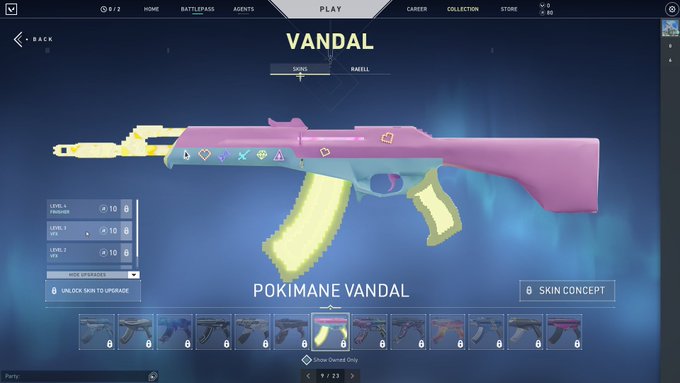 0 / 2
HOME
BATTLEPASS
AGENTS
PLAY
CAREER
COLLECTION
STORE
0
80
BACK
VANDAL
SKINS
RAEELL
LEVEL 4
FINISHER
10
LEVEL 3
VFX
10
LEVEL 2
VFX
10
HIDE UPGRADES
UNLOCK SKIN TO UPGRADE
POKIMANE VANDAL
SKIN CONCEPT
Show Owned Only
Party:
9 / 23